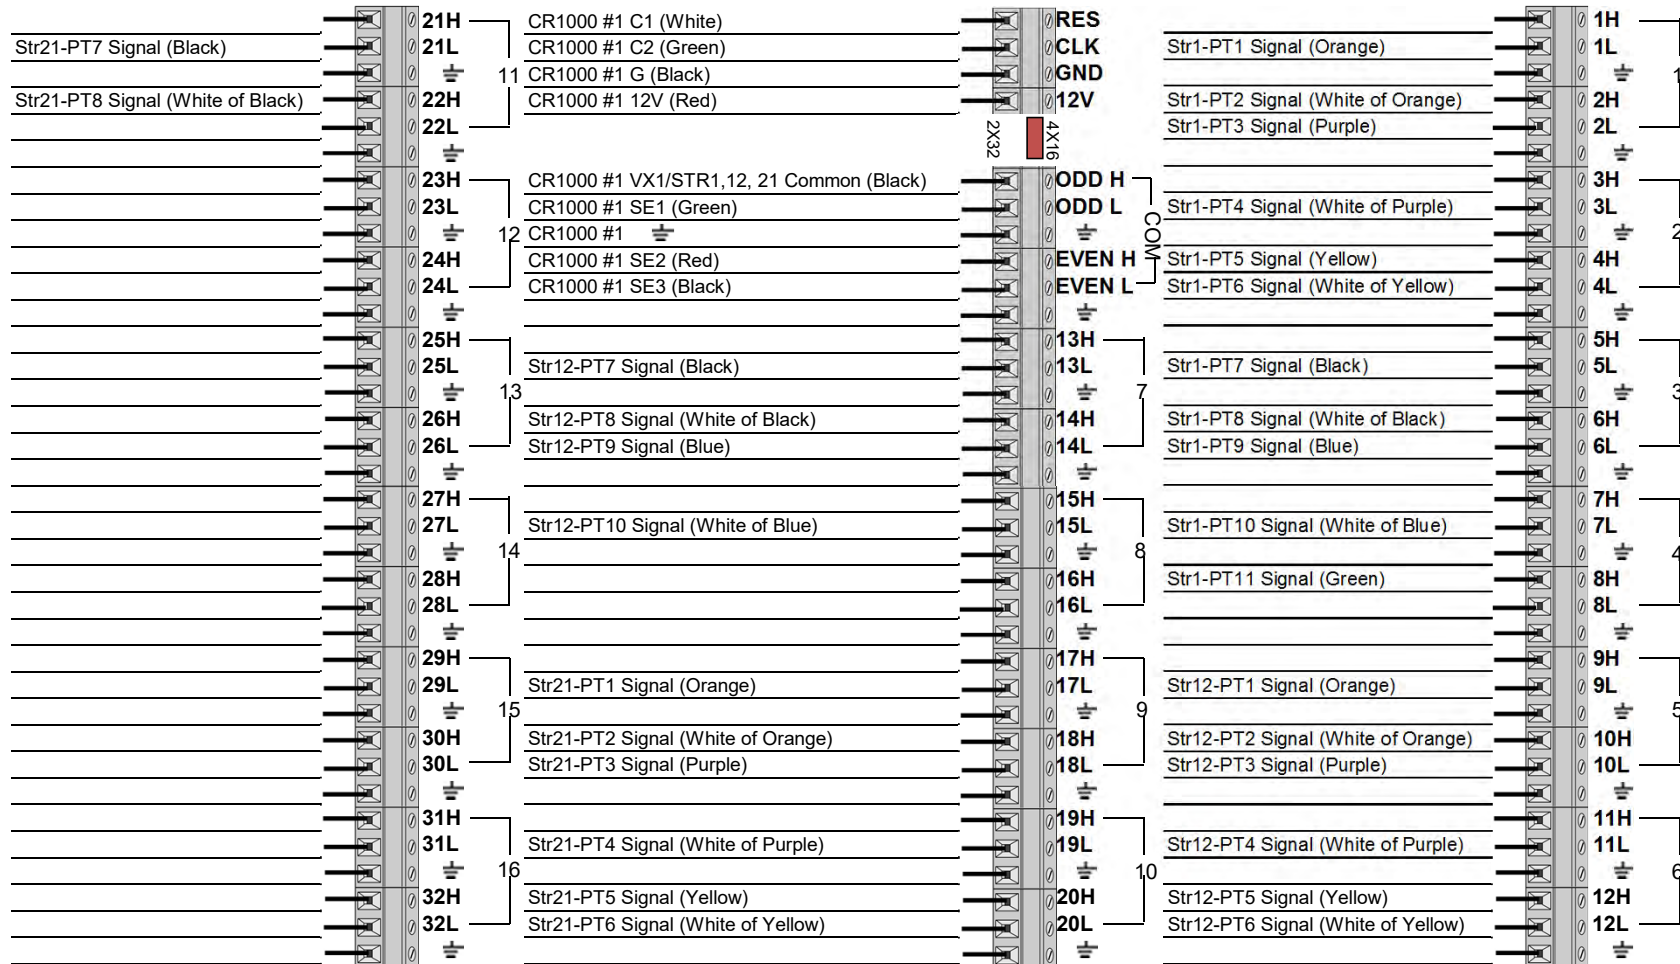 21H
Str21-PT7 Signal (Black)
21L
11
Str21-PT8 Signal (White of Black)
22H
22L
23H
23L
12
24H
24L
25H
25L
13
26H
26L
27H
27L
14
28H
28L
29H
29L
15
30H
30L
31H
31L
16
32H
32L
CR1000 #1 C1 (White)
RES
CR1000 #1 C2 (Green)
CLK
CR1000 #1 G (Black)
GND
CR1000 #1 12V (Red)
12V
2X32
4X16
CR1000 #1 VX1/STR1,12, 21 Common (Black)
ODD H
CR1000 #1 SE1 (Green)
ODD L
CR1000 #1
COM
CR1000 #1 SE2 (Red)
EVEN H
CR1000 #1 SE3 (Black)
EVEN L
13H
Str12-PT7 Signal (Black)
13L
7
Str12-PT8 Signal (White of Black)
14H
Str12-PT9 Signal (Blue)
14L
15H
Str12-PT10 Signal (White of Blue)
15L
8
16H
16L
17H
Str21-PT1 Signal (Orange)
17L
9
Str21-PT2 Signal (White of Orange)
18H
Str21-PT3 Signal (Purple)
18L
19H
Str21-PT4 Signal (White of Purple)
19L
10
Str21-PT5 Signal (Yellow)
20H
Str21-PT6 Signal (White of Yellow)
20L
1H
Str1-PT1 Signal (Orange)
1L
1
Str1-PT2 Signal (White of Orange)
2H
Str1-PT3 Signal (Purple)
2L
3H
Str1-PT4 Signal (White of Purple)
3L
2
Str1-PT5 Signal (Yellow)
4H
Str1-PT6 Signal (White of Yellow)
4L
5H
Str1-PT7 Signal (Black)
5L
3
Str1-PT8 Signal (White of Black)
6H
Str1-PT9 Signal (Blue)
6L
7H
Str1-PT10 Signal (White of Blue)
7L
4
Str1-PT11 Signal (Green)
8H
8L
9H
Str12-PT1 Signal (Orange)
9L
5
Str12-PT2 Signal (White of Orange)
10H
Str12-PT3 Signal (Purple)
10L
11H
Str12-PT4 Signal (White of Purple)
11L
6
Str12-PT5 Signal (Yellow)
12H
Str12-PT6 Signal (White of Yellow)
12L